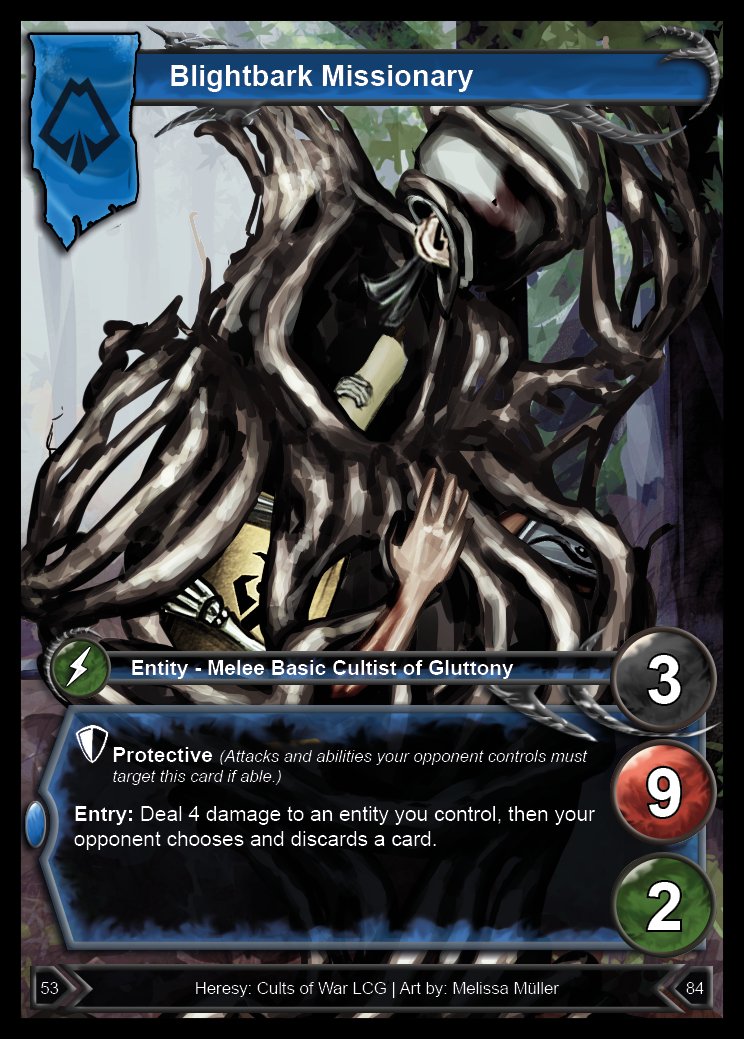 Blightbark Missionary
Entity - Melee Basic Cultist of Gluttony
3
Protective (Attacks and abilities your opponent controls must
target this card if able.)
9
Entry: Deal 4 damage to an entity you control, then your
opponent chooses and discards a card.
2
53
Heresy: Cults of War LCG | Art by: Melissa Müller
84